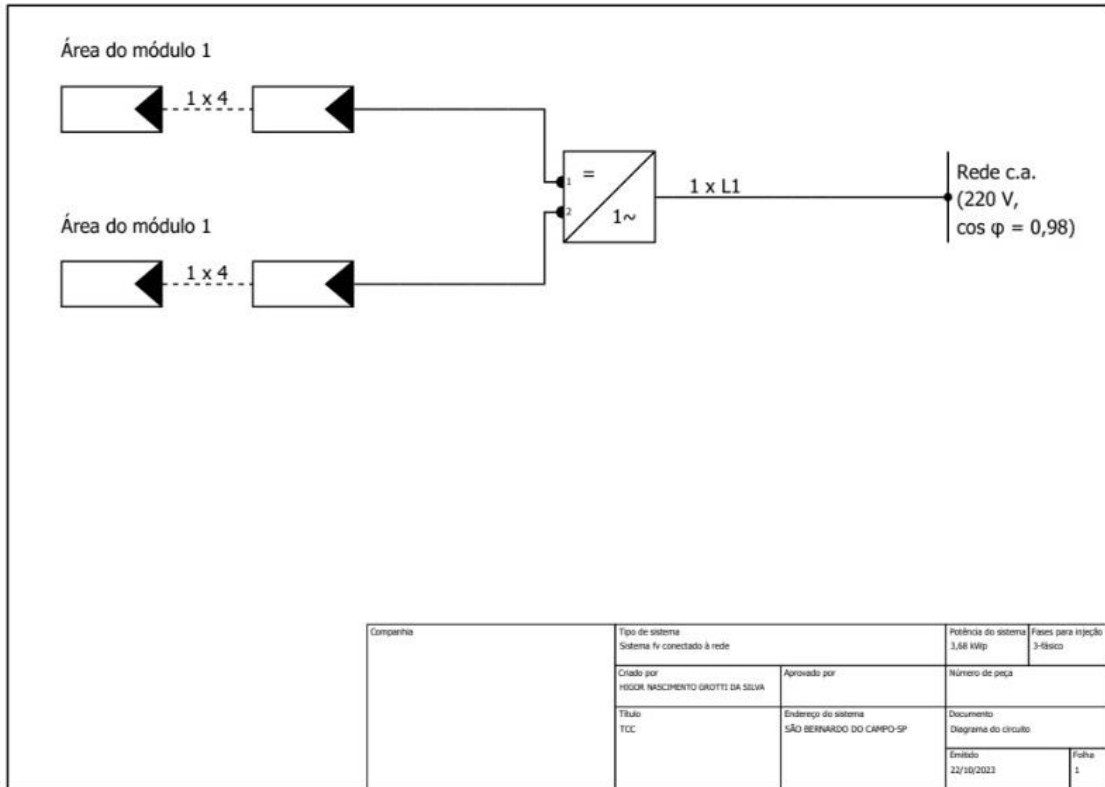 Área do módulo 1
1 x 4
Área do módulo 1
1 x 4
=
1
2
1~
1 x L1
Rede c.a.
(220 V,
cos φ = 0,98)
Companhia
Tipo de sistema
Sistema fv conectado à rede
Potência do sistema
3,68 kWp
Fases para injeção
3-fásico
Criado por
HIGOR NASCIMENTO GROTTI DA SILVA
Aprovado por
Número de peça
Título
TCC
Endereço do sistema
SÃO BERNARDO DO CAMPO-SP
Documento
Diagrama do circuito
Emitido
22/10/2023
Folha
1